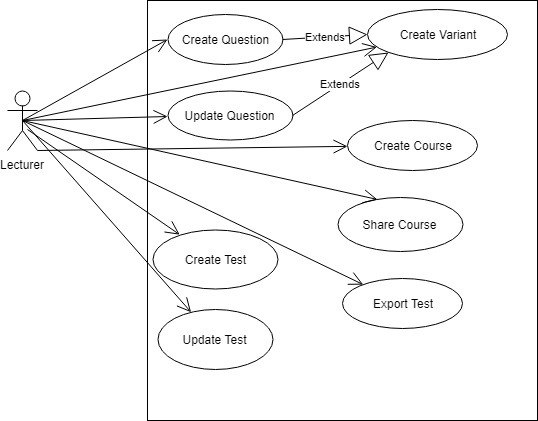 Create Question
Extends
Create Variant
Extends
Update Question
Lecturer
Create Course
Share Course
Create Test
Export Test
Update Test